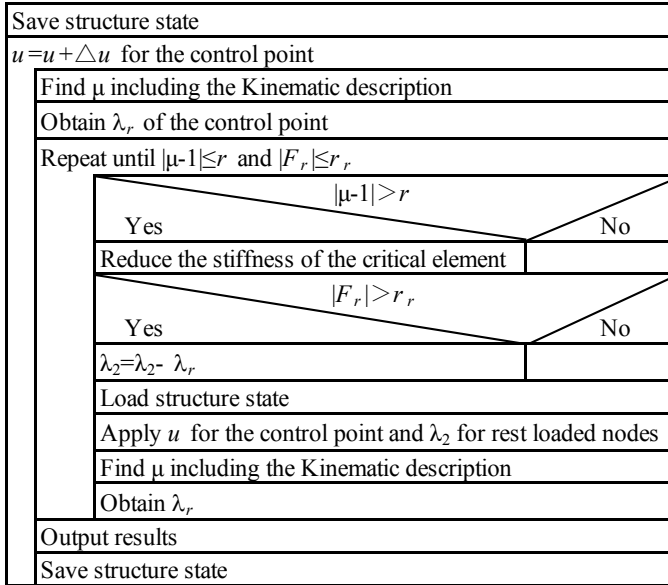 Save structure state
u=u+△u for the control point
Find μ including the Kinematic description
Obtain λr of the control point
Repeat until |μ-1|≤r and |Fr|≤rr
|μ-1|>r
Yes No
Reduce the stiffness of the critical element
|Fr|>rr
Yes No
λ2=λ2- λr
Load structure state
Apply u for the control point and λ2 for rest loaded nodes
Find μ including the Kinematic description
Obtain λr
Output results
Save structure state